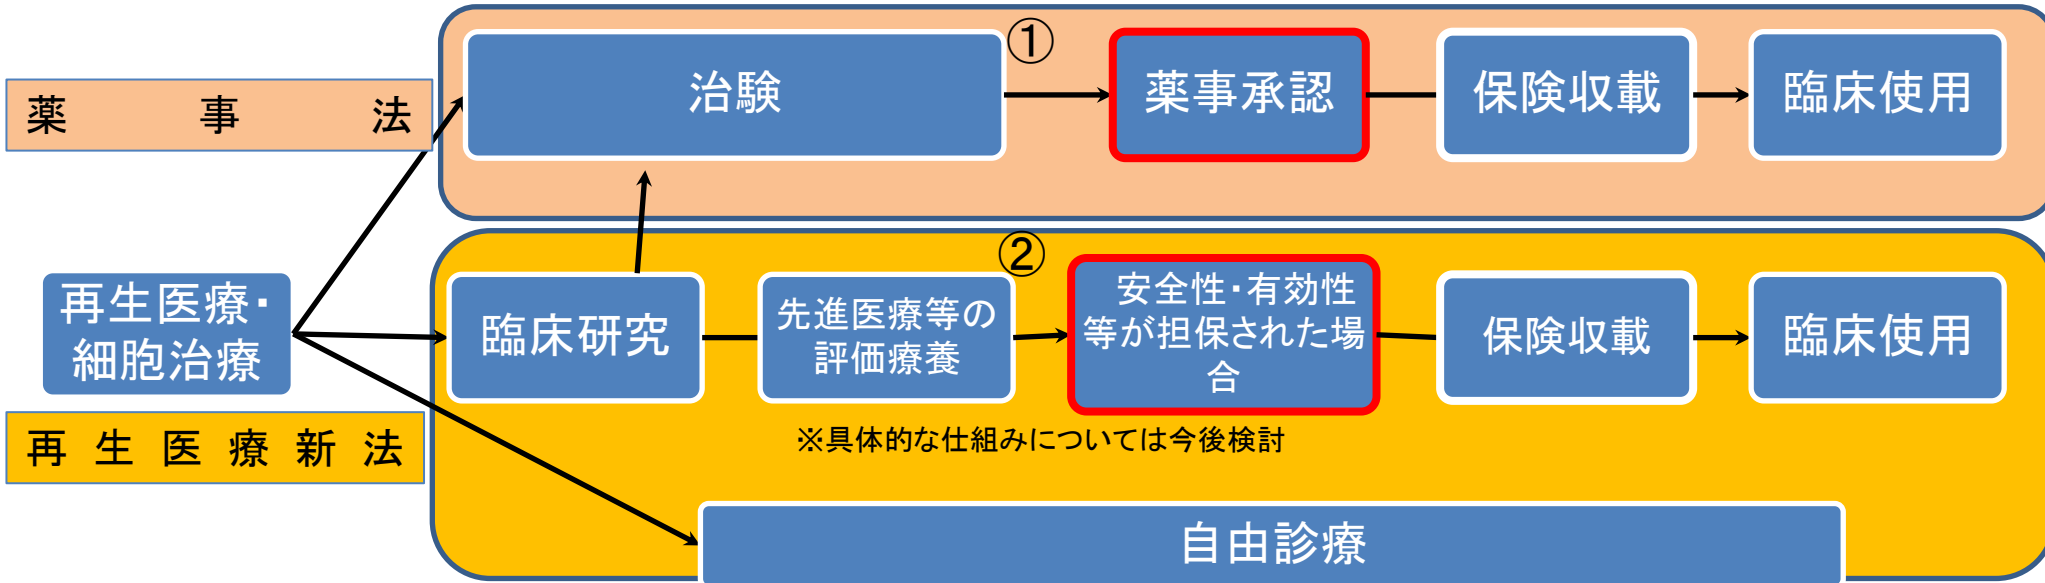 ①
治験
薬事承認
保険収載
臨床使用
薬事法
②
再生医療・
細胞治療
臨床研究
先進医療等の
評価療養
安全性・有効性
等が担保された場
合
保険収載
臨床使用
再生医療新法
※具体的な仕組みについては今後検討
自由診療